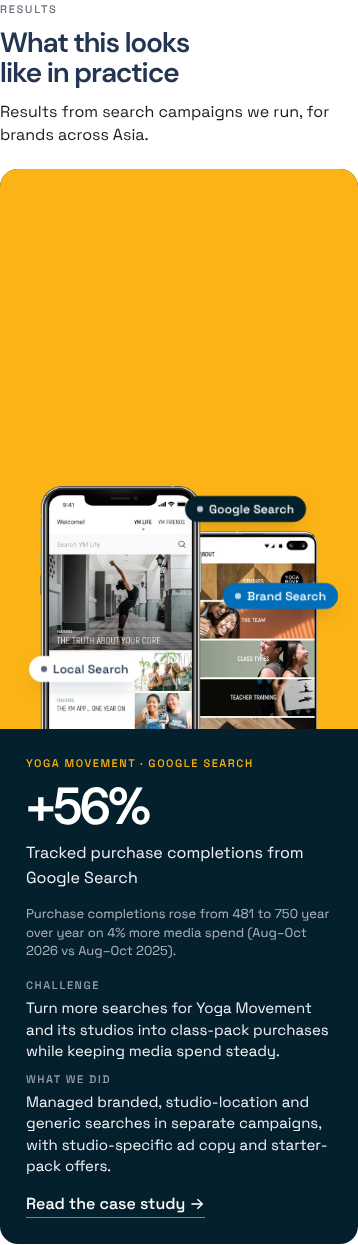 RESULTS
What this looks
like in practice
Results from search campaigns we run, for
brands across Asia.
9:41
Welcome!
YM LIFE
YM FRIENDS
Search YM Life
Google Search
ABOUT
STUDIOS
YOGA
MOVE
Brand Search
THE TEAM
FEATURED
THE TRUTH ABOUT YOUR CORE
CLASS TYPES
Local Search
TEACHER TRAINING
FEATURED
THE YM APP... ONE YEAR ON
YOGA MOVEMENT · GOOGLE SEARCH
+56%
Tracked purchase completions from
Google Search
Purchase completions rose from 481 to 750 year
over year on 4% more media spend (Aug–Oct
2026 vs Aug–Oct 2025).
CHALLENGE
Turn more searches for Yoga Movement
and its studios into class-pack purchases
while keeping media spend steady.
WHAT WE DID
Managed branded, studio-location and
generic searches in separate campaigns,
with studio-specific ad copy and starter-
pack offers.
Read the case study →